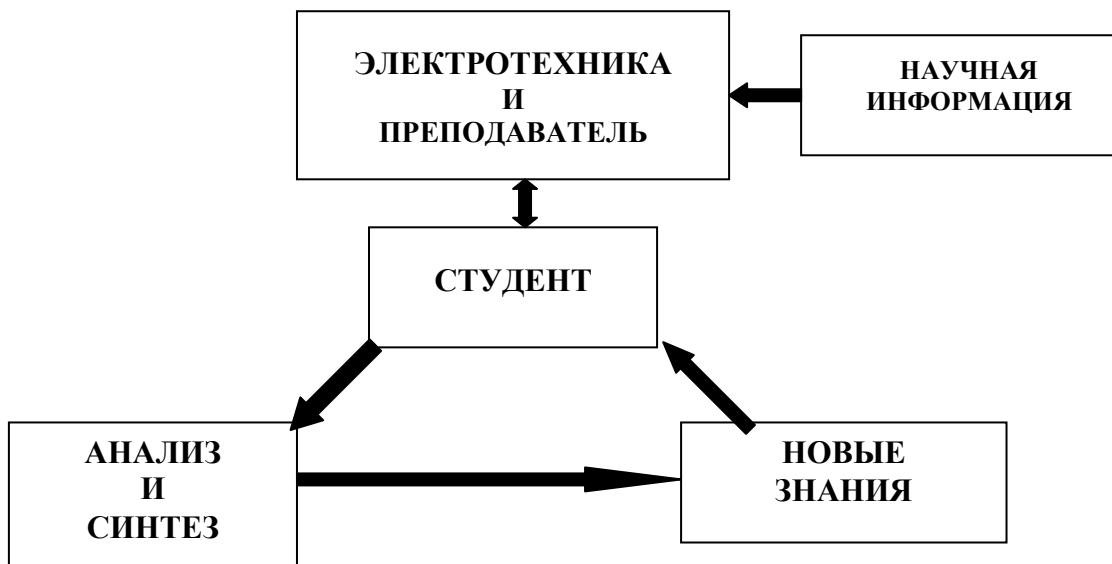 ЭЛЕКТРОТЕХНИКА
И
ПРЕПОДАВАТЕЛЬ
НАУЧНАЯ
ИНФОРМАЦИЯ
СТУДЕНТ
АНАЛИЗ
И
СИНТЕЗ
НОВЫЕ
ЗНАНИЯ